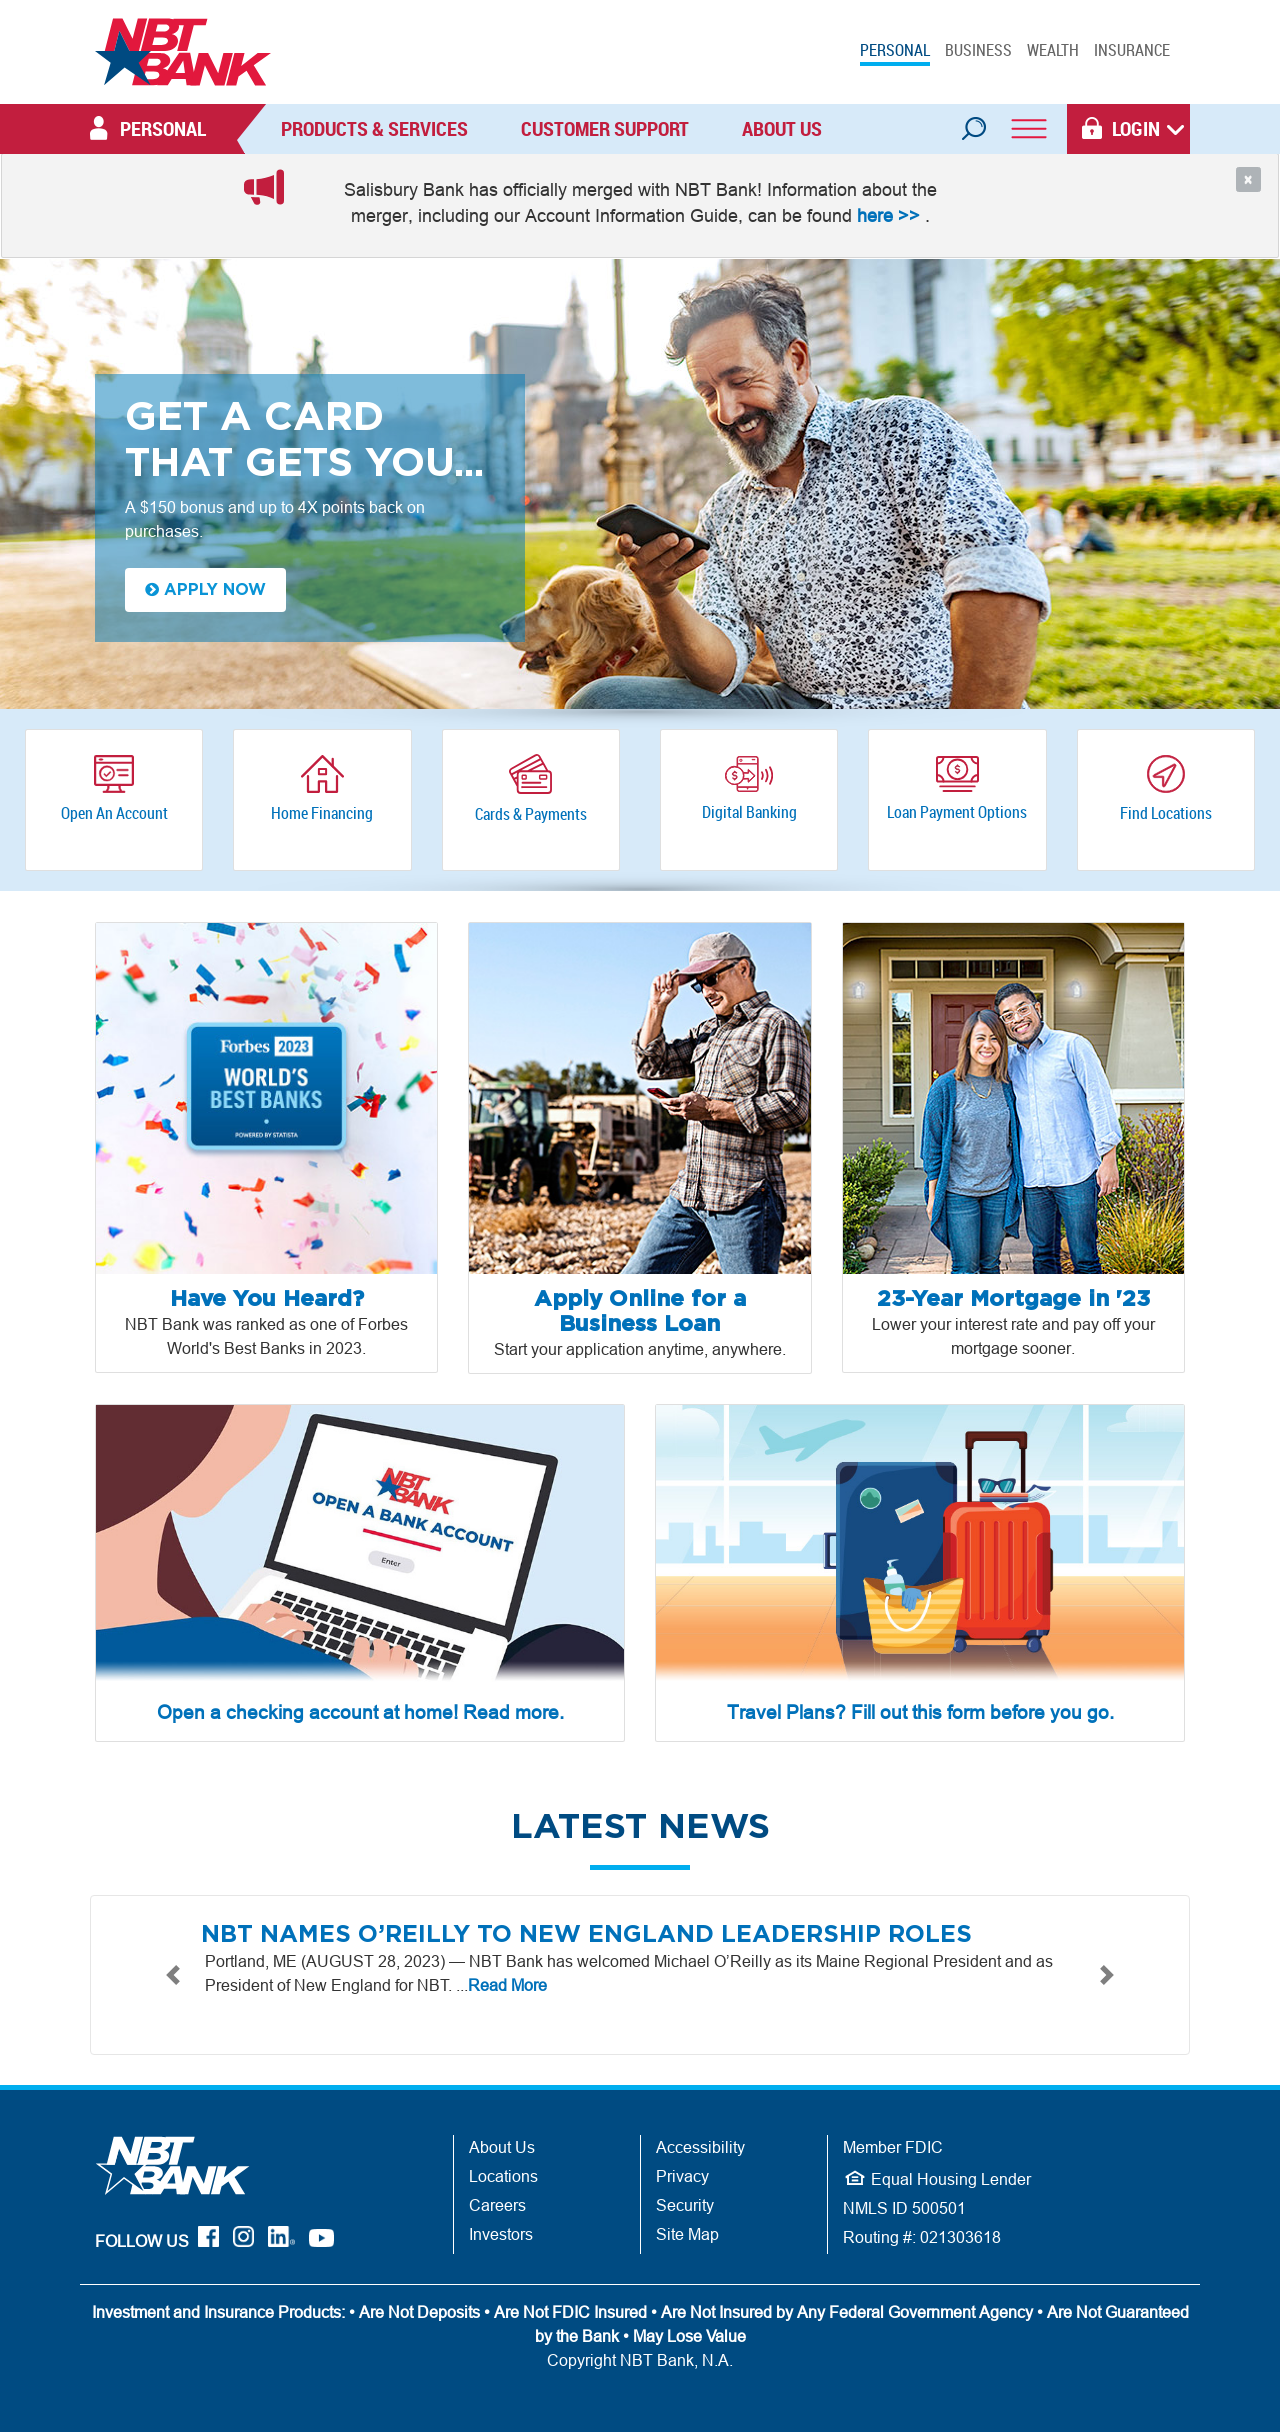 NBT
BANK
PERSONAL BUSINESS WEALTH INSURANCE
PERSONAL PRODUCTS & SERVICES CUSTOMER SUPPORT ABOUT US LOGIN
Salisbury Bank has officially merged with NBT Bank! Information about the
merger, including our Account Information Guide, can be found here >> .
×
GET A CARD
THAT GETS YOU...
A $150 bonus and up to 4X points back on
purchases.
APPLY NOW
Open An Account
Home Financing
Cards & Payments
Digital Banking
Loan Payment Options
Find Locations
Forbes 2023
WORLD'S
BEST BANKS
POWERED BY STATISTA
Have You Heard?
NBT Bank was ranked as one of Forbes
World's Best Banks in 2023.
Apply Online for a
Business Loan
Start your application anytime, anywhere.
23-Year Mortgage in '23
Lower your interest rate and pay off your
mortgage sooner.
NBT
BANK
OPEN A BANK ACCOUNT
Enter
Open a checking account at home! Read more.
Travel Plans? Fill out this form before you go.
LATEST NEWS
NBT NAMES O’REILLY TO NEW ENGLAND LEADERSHIP ROLES
Portland, ME (AUGUST 28, 2023) — NBT Bank has welcomed Michael O’Reilly as its Maine Regional President and as
President of New England for NBT. ...Read More
NBT
BANK
FOLLOW US
About Us
Locations
Careers
Investors
Accessibility
Privacy
Security
Site Map
Member FDIC
Equal Housing Lender
NMLS ID 500501
Routing #: 021303618
Investment and Insurance Products: • Are Not Deposits • Are Not FDIC Insured • Are Not Insured by Any Federal Government Agency • Are Not Guaranteed
by the Bank • May Lose Value
Copyright NBT Bank, N.A.